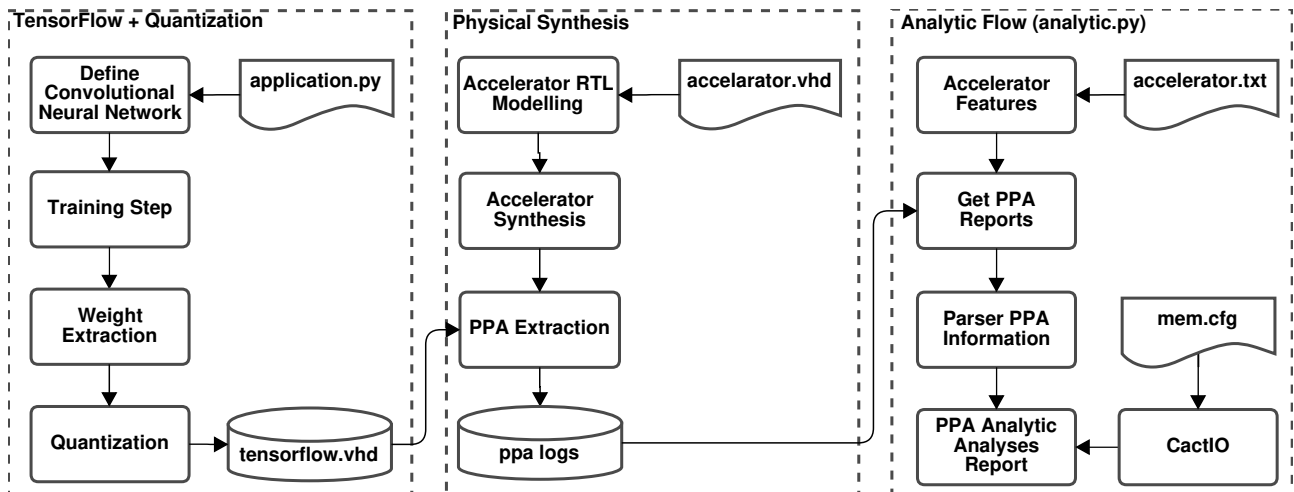 TensorFlow + Quantization
Define
Convolutional
Neural Network
application.py
Training Step
Weight
Extraction
Quantization
tensorflow.vhd
Physical Synthesis
Accelerator RTL
Modelling
accelarator.vhd
Accelerator
Synthesis
PPA Extraction
ppa logs
Analytic Flow (analytic.py)
Accelerator
Features
accelerator.txt
Get PPA
Reports
Parser PPA
Information
mem.cfg
PPA Analytic
Analyses
Report
CactIO